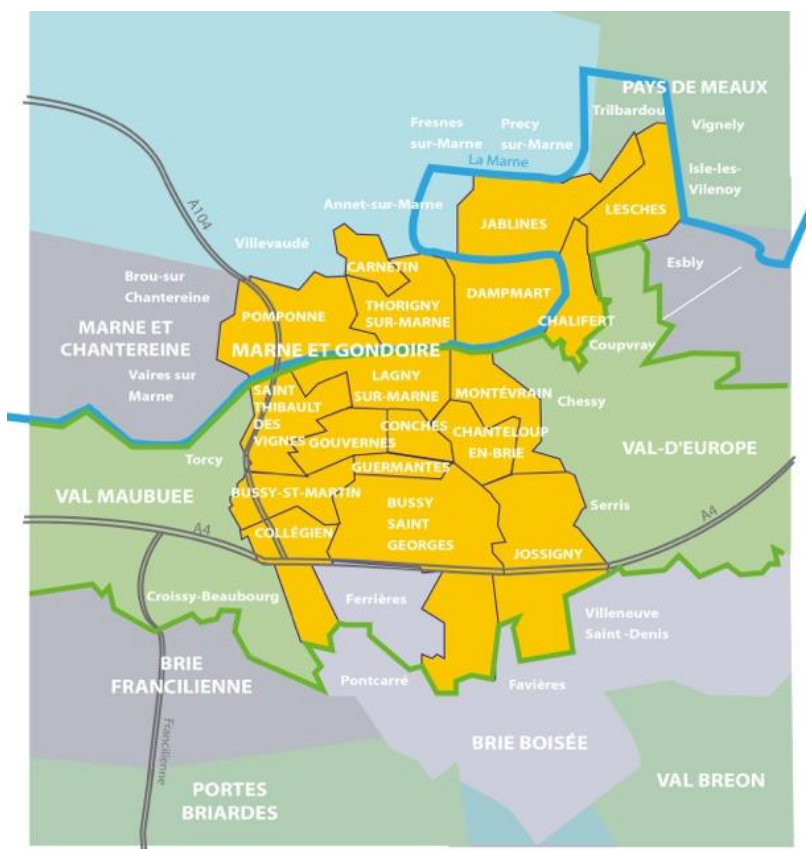 PAYS DE MEAUX
Trilbardou
Vignely
Fresnes
sur-Marne
Precy
sur-Marne
La Marne
Isle-les-
Vilenoy
Annet-sur-Marne
A104
LESCHES
JABLINES
Villevaudé
Esbly
CARNETIN
Brou-sur
Chantereine
DAMPMART
THORIGNY
SUR-MARNE
POMPONNE
CHALIFERT
MARNE ET
CHANTEREINE
MARNE ET GONDOIRE
Coupvray
Vaires sur
Marne
LAGNY
SUR-MARNE
SAINT
THIBAULT
DES
VIGNES
MONTÉVRAIN
Chessy
CONCHES
CHANTELOUP
EN-BRIE
GOUVERNES
VAL-D'EUROPE
Torcy
GUERMANTES
VAL MAUBUEE
BUSSY-ST-MARTIN
BUSSY
SAINT
GEORGES
Serris
A4
A4
COLLÉGIEN
JOSSIGNY
Croissy-Beaubourg
Ferrières
Villeneuve
Saint -Denis
BRIE
FRANCILIENNE
Pontcarré
Favières
Francilienne
BRIE BOISÉE
PORTES
BRIARDES
VAL BREON